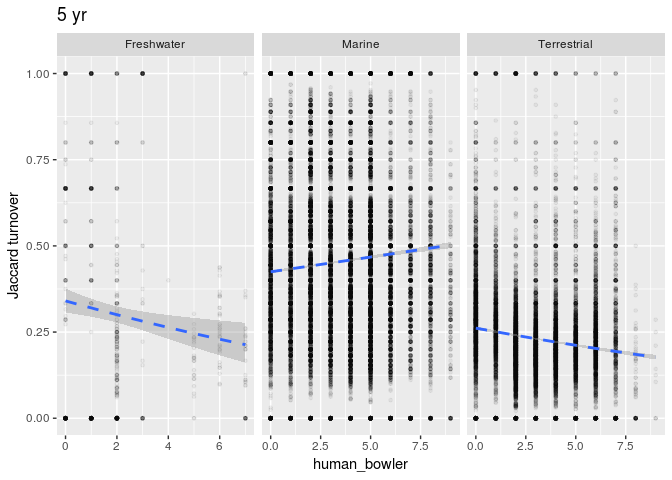 5 yr
Freshwater Marine Terrestrial
1.00
0.75
0.50
0.25
0.00
Jaccard turnover
0 2 4 6 0.0 2.5 5.0 7.5 0.0 2.5 5.0 7.5
human_bowler